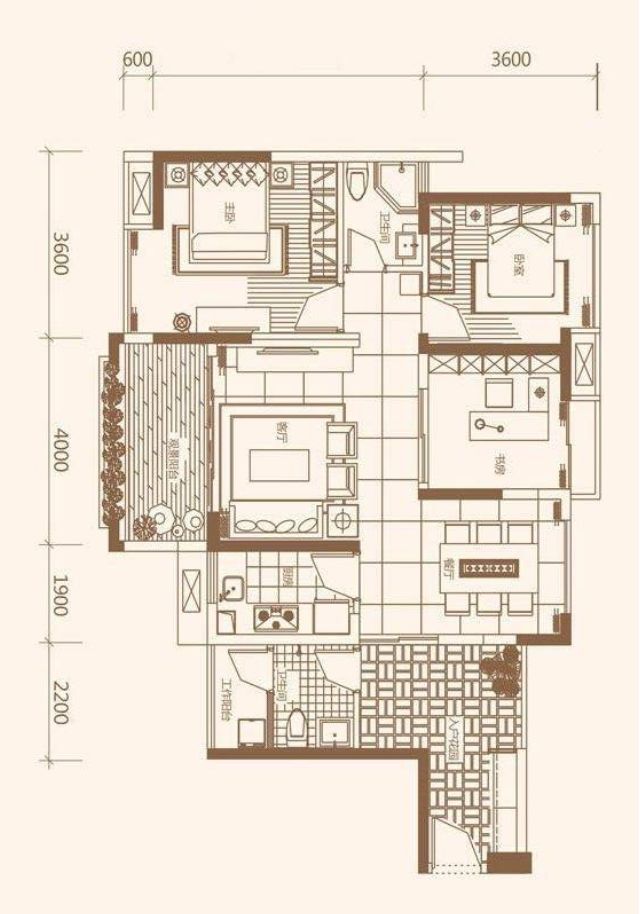 600
3600
3600
主卧
卫生间
卧室
4000
观景阳台
客厅
书房
1900
厨房
餐厅
2200
工作阳台
卫生间
入户花园